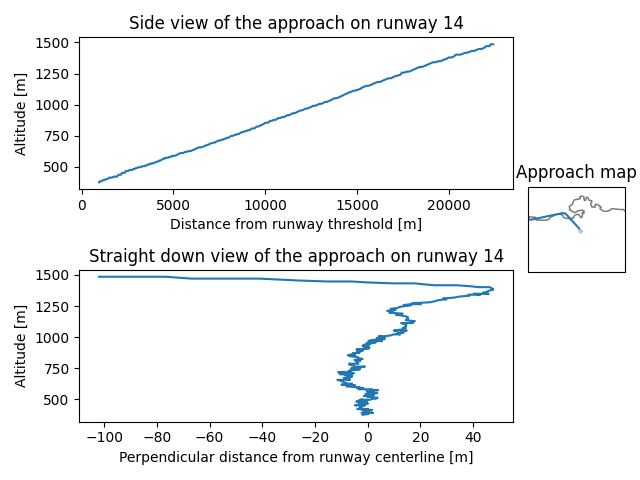 Side view of the approach on runway 14
1500
1250
1000
750
500
Altitude [m]
0 5000 10000 15000 20000
Distance from runway threshold [m]
Approach map
Straight down view of the approach on runway 14
1500
1250
1000
750
500
Altitude [m]
−100 −80 −60 −40 −20 0 20 40
Perpendicular distance from runway centerline [m]